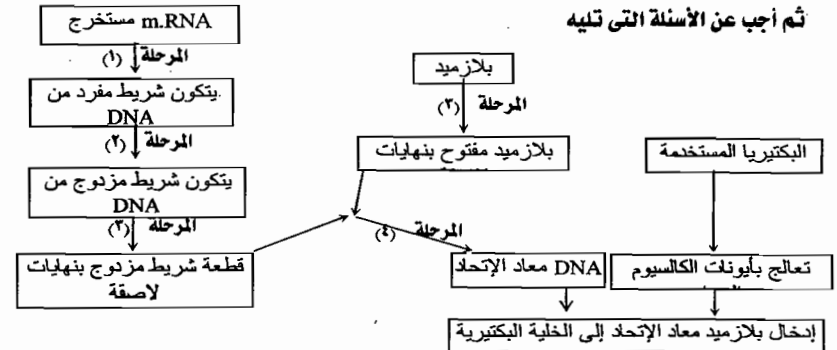 ثم أجب عن الأسئلة التى تليه
m.RNA مستخرج
المرحلة (١)
يتكون شريط مفرد من
DNA
المرحلة (٢)
يتكون شريط مزدوج من
DNA
المرحلة (٣)
قطعة شريط مزدوج بنهايات
لاصقة
بلازميد
المرحلة (٣)
بلازميد مفتوح بنهايات
المرحلة (٤)
DNA معاد الإتحاد
البكتيريا المستخدمة
تعالج بأيونات الكالسيوم
إدخال بلازميد معاد الإتحاد إلى الخلية البكتيرية